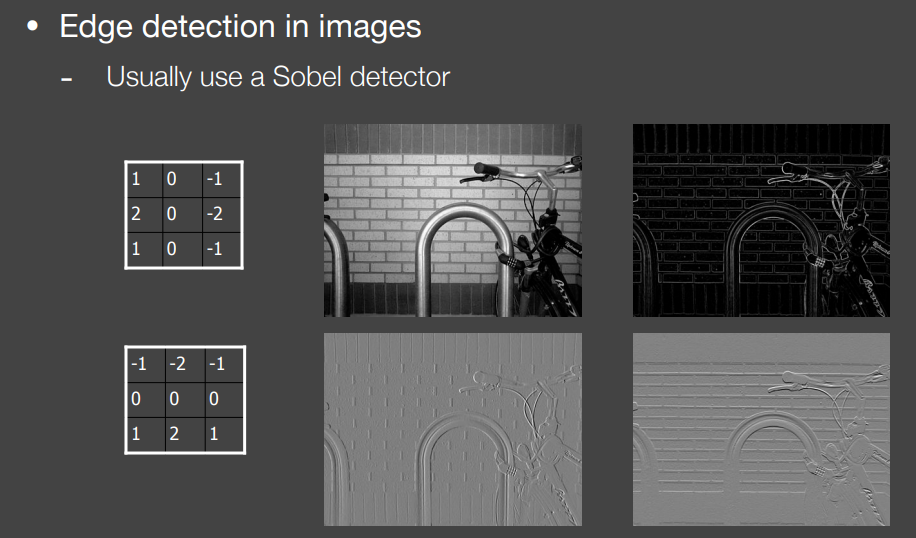 • Edge detection in images
- Usually use a Sobel detector
1 0 -1
2 0 -2
1 0 -1
-1 -2 -1
0 0 0
1 2 1